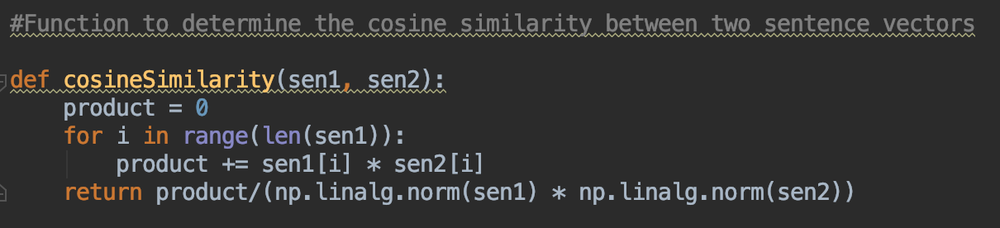 #Function to determine the cosine similarity between two sentence vectors
def cosineSimilarity(sen1, sen2):
    product = 0
    for i in range(len(sen1)):
        product += sen1[i] * sen2[i]
    return product/(np.linalg.norm(sen1) * np.linalg.norm(sen2))